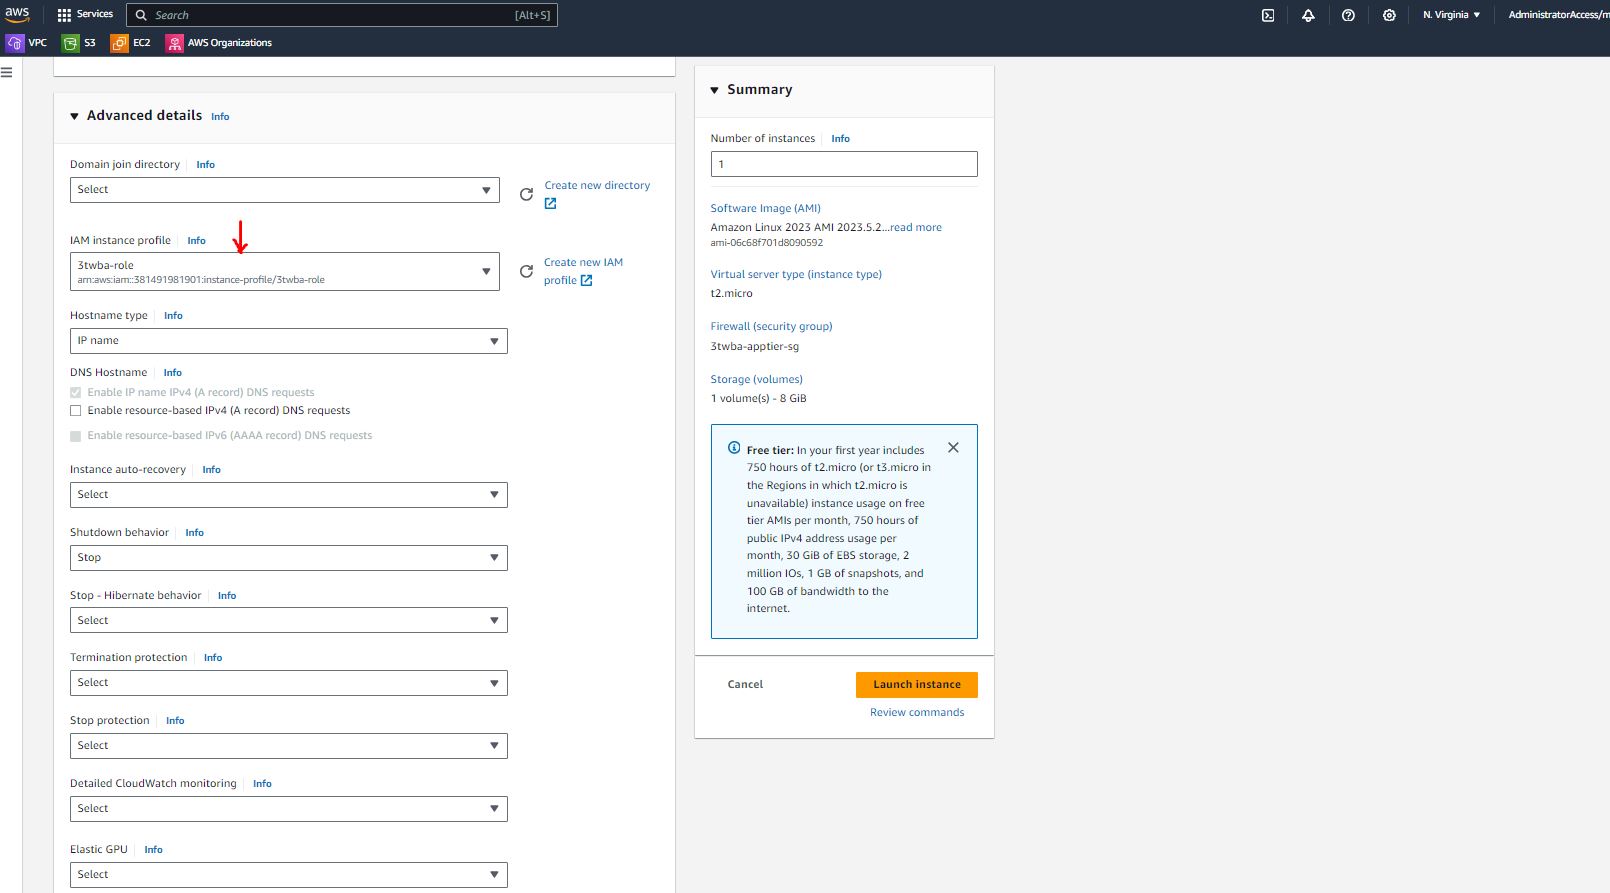 aws
Services
Search
[Alt+S]
N. Virginia
AdministratorAccess/m
VPC
S3
EC2
AWS Organizations
Advanced details Info
Domain join directory Info
Select
Create new directory
IAM instance profile Info
3twba-role
arn:aws:iam::381491981901:instance-profile/3twba-role
Create new IAM
profile
Hostname type Info
IP name
DNS Hostname Info
Enable IP name IPv4 (A record) DNS requests
Enable resource-based IPv4 (A record) DNS requests
Enable resource-based IPv6 (AAAA record) DNS requests
Instance auto-recovery Info
Select
Shutdown behavior Info
Stop
Stop - Hibernate behavior Info
Select
Termination protection Info
Select
Stop protection Info
Select
Detailed CloudWatch monitoring Info
Select
Elastic GPU Info
Select
Summary
Number of instances Info
1
Software Image (AMI)
Amazon Linux 2023 AMI 2023.5.2...read more
ami-06c68f701d8090592
Virtual server type (instance type)
t2.micro
Firewall (security group)
3twba-apptier-sg
Storage (volumes)
1 volume(s) - 8 GiB
Free tier: In your first year includes
750 hours of t2.micro (or t3.micro in
the Regions in which t2.micro is
unavailable) instance usage on free
tier AMIs per month, 750 hours of
public IPv4 address usage per
month, 30 GiB of EBS storage, 2
million IOs, 1 GB of snapshots, and
100 GB of bandwidth to the
internet.
Cancel
Launch instance
Review commands